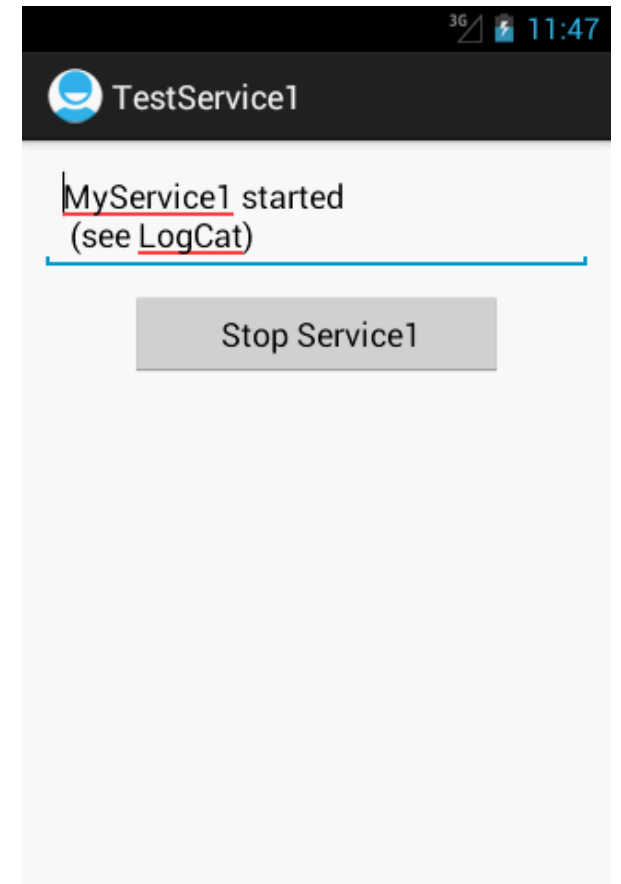 3G 11:47
TestService1
MyService1 started
(see LogCat)
Stop Service1